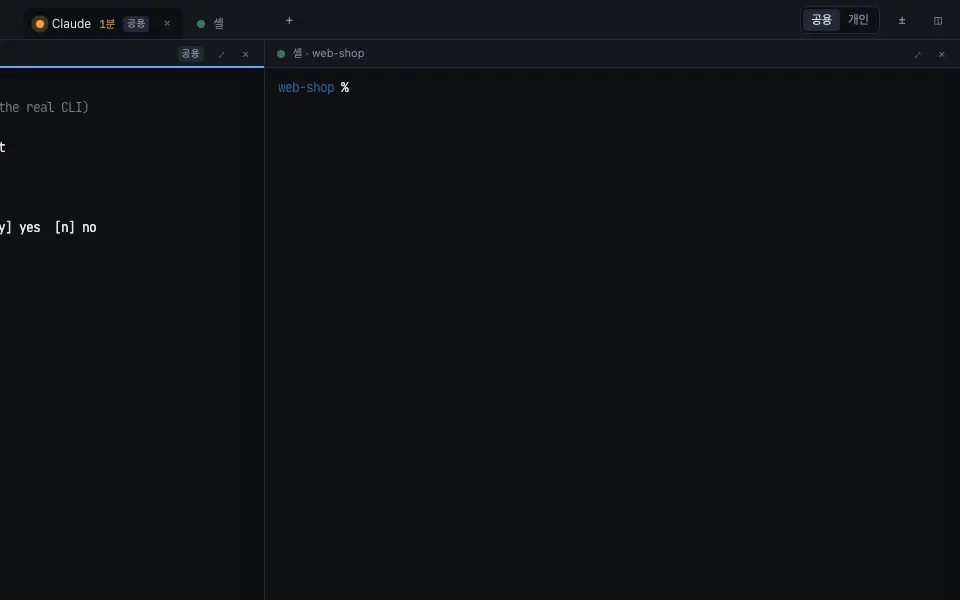 Claude 1분 공용 × 셸 + 공용 개인 ±
공용 ×
셸 · web-shop ×
the real CLI)
t
y] yes [n] no
web-shop %